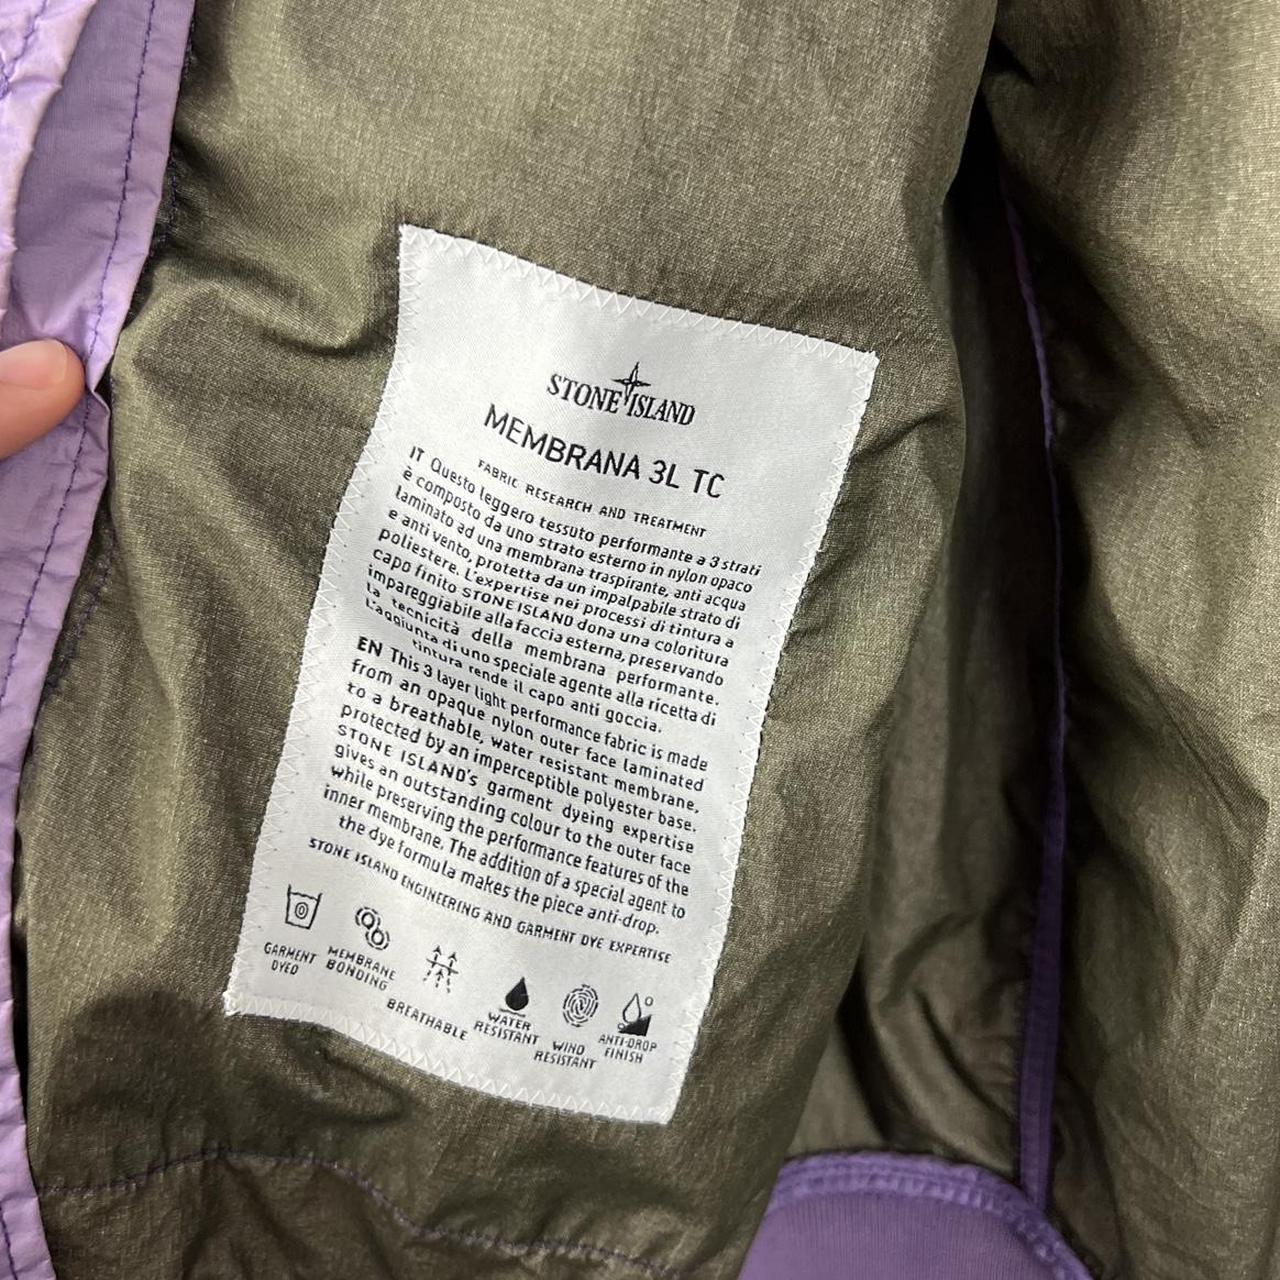 STONE ISLAND
MEMBRANA 3L TC
FABRIC RESEARCH AND TREATMENT
IT Questo leggero tessuto performante a 3 strati
è composto da uno strato esterno in nylon opaco
laminato ad una membrana traspirante, anti acqua
e anti vento, protetta da un impalpabile strato di
poliestere. L'expertise nei processi di tintura a
capo finito STONE ISLAND dona una coloritura
impareggiabile alla faccia esterna, preservando
la tecnicità della membrana performante.
L'aggiunta di uno speciale agente alla ricetta di
tintura rende il capo anti goccia.
EN This 3 layer light performance fabric is made
from an opaque nylon outer face laminated
to a breathable, water resistant membrane,
protected by an imperceptible polyester base.
STONE ISLAND's garment dyeing expertise
gives an outstanding colour to the outer face
while preserving the performance features of the
inner membrane. The addition of a special agent to
the dye formula makes the piece anti-drop.
STONE ISLAND ENGINEERING AND GARMENT DYE EXPERTISE
GARMENT
DYED
MEMBRANE
BONDING
BREATHABLE
WATER
RESISTANT
WIND
RESISTANT
ANTI-DROP
FINISH